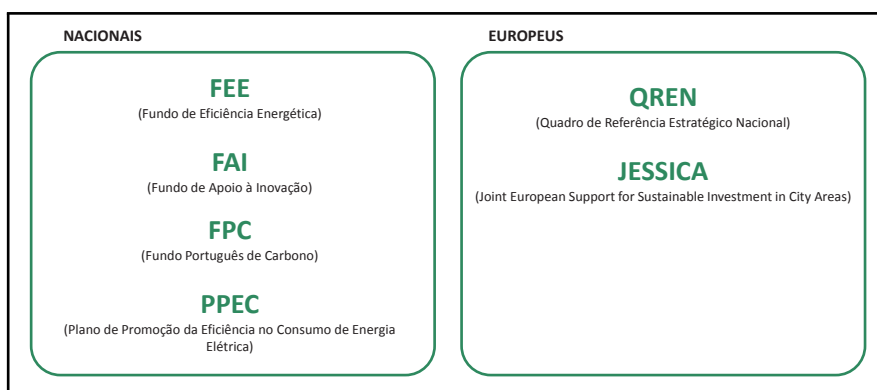 NACIONAIS
FEE
(Fundo de Eficiência Energética)
FAI
(Fundo de Apoio à Inovação)
FPC
(Fundo Português de Carbono)
PPEC
(Plano de Promoção da Eficiência no Consumo de Energia
Elétrica)
EUROPEUS
QREN
(Quadro de Referência Estratégico Nacional)
JESSICA
(Joint European Support for Sustainable Investment in City Areas)